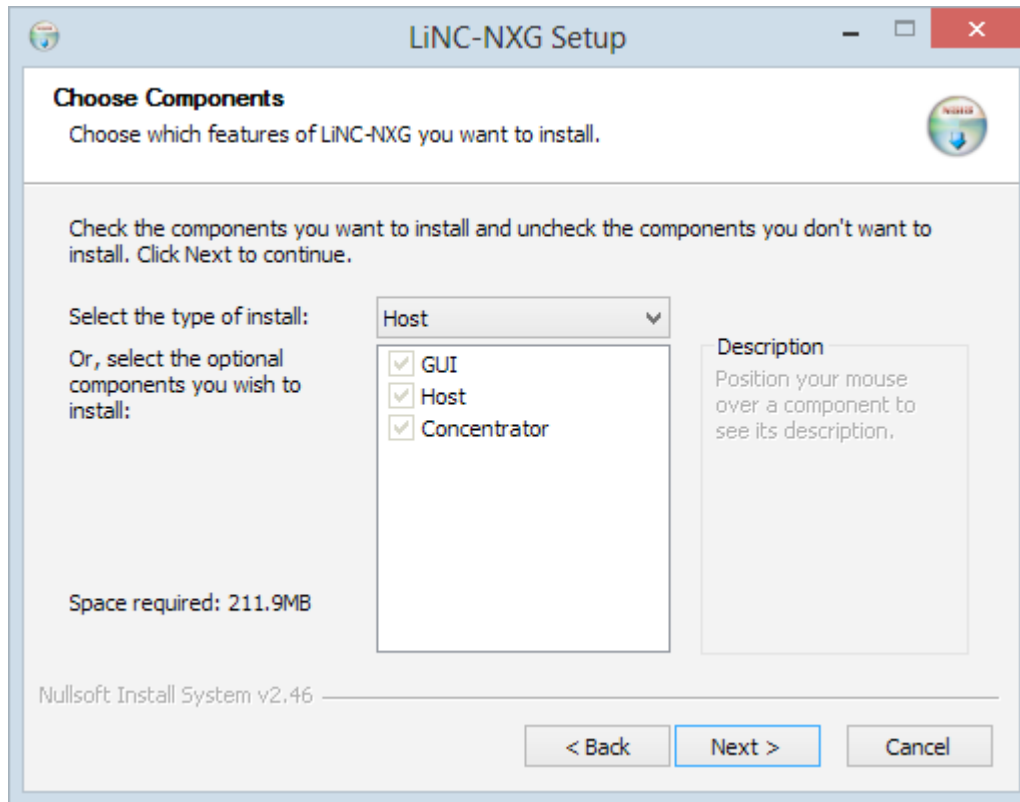 LiNC-NXG Setup
Choose Components
Choose which features of LiNC-NXG you want to install.
Check the components you want to install and uncheck the components you don't want to
install. Click Next to continue.
Select the type of install:
Host
Or, select the optional
components you wish to
install:
GUI
Host
Concentrator
Description
Position your mouse
over a component to
see its description.
Space required: 211.9MB
Nullsoft Install System v2.46
< Back
Next >
Cancel